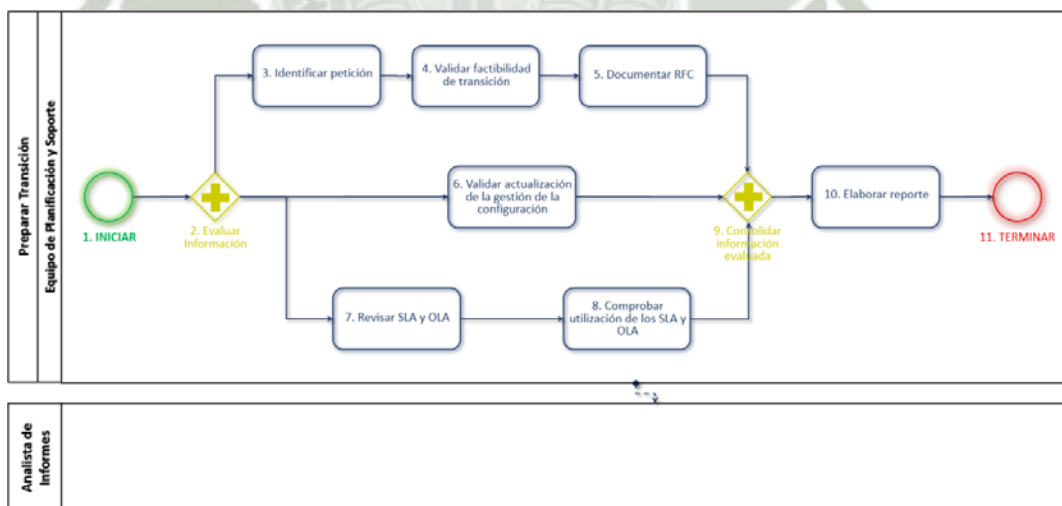 Preparar Transición
Equipo de Planificación y Soporte
1. INICIAR
2. Evaluar
Información
3. Identificar petición
4. Validar factibilidad
de transición
5. Documentar RFC
6. Validar actualización
de la gestión de la
configuración
7. Revisar SLA y OLA
8. Comprobar
utilización de los SLA y
OLA
9. Consolidar
información
evaluada
10. Elaborar reporte
11. TERMINAR
Analista de
Informes